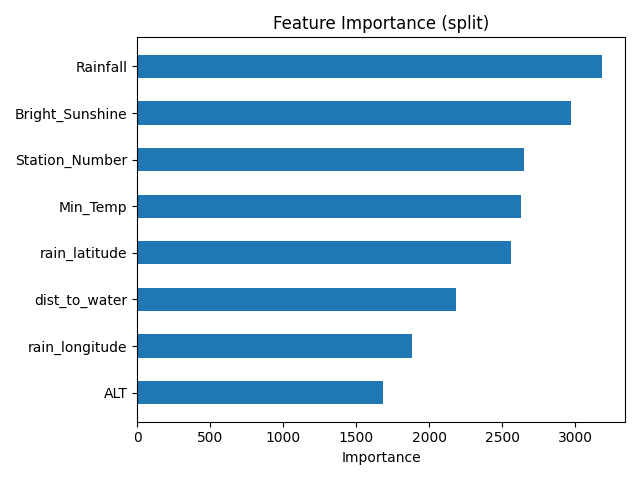 Feature Importance (split)
Rainfall
Bright_Sunshine
Station_Number
Min_Temp
rain_latitude
dist_to_water
rain_longitude
ALT
0 500 1000 1500 2000 2500 3000
Importance